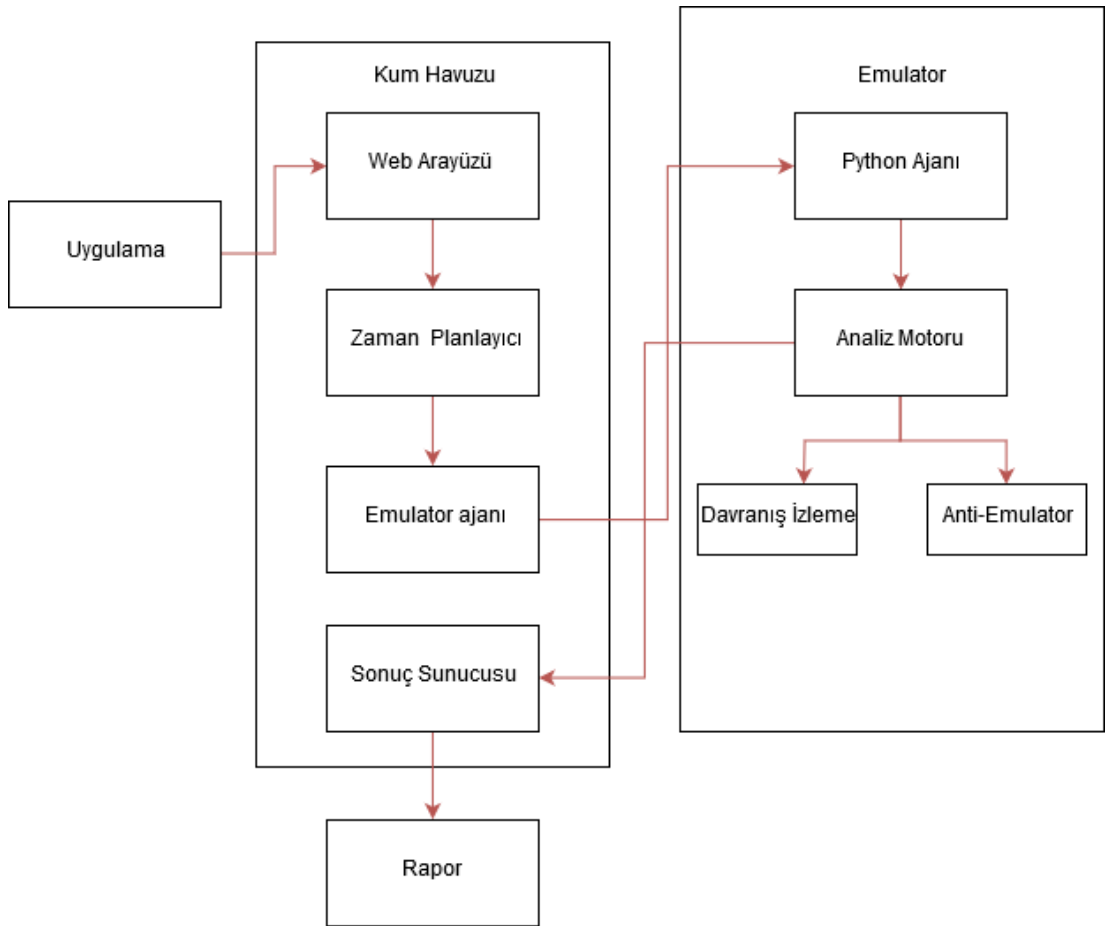 Kum Havuzu
Emulator
Web Arayüzü
Python Ajanı
Uygulama
Zaman Planlayıcı
Analiz Motoru
Emulator ajanı
Davranış İzleme
Anti-Emulator
Sonuç Sunucusu
Rapor